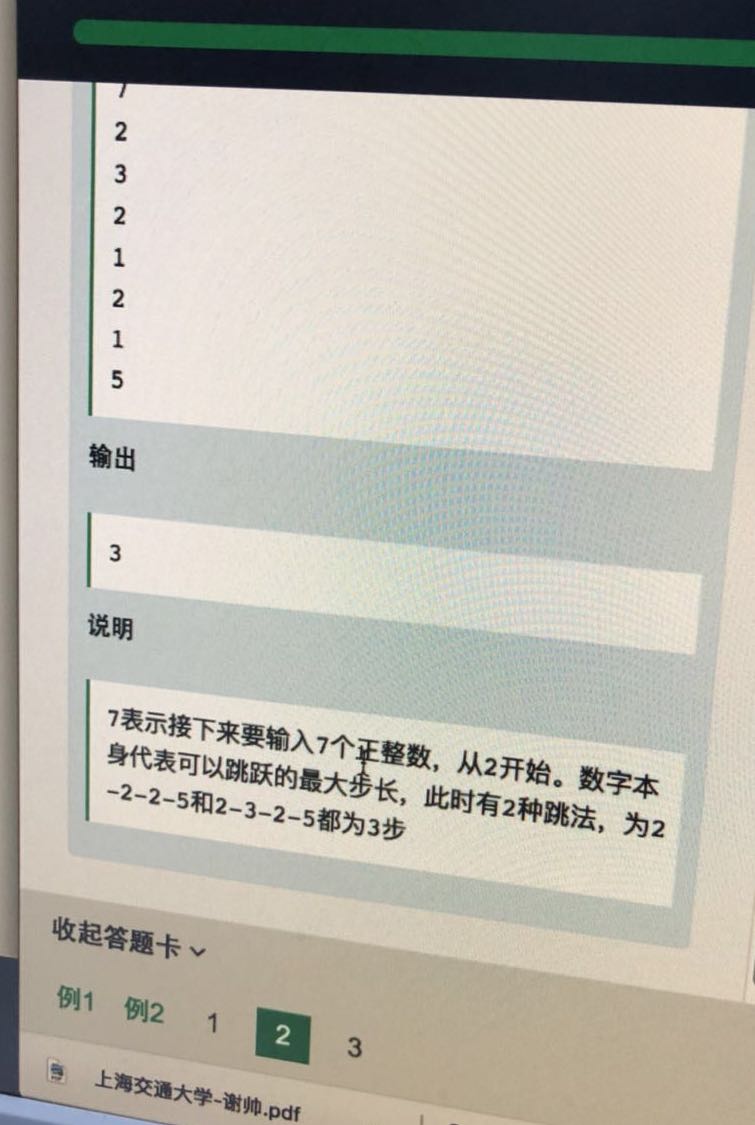 7
2
3
2
1
2
1
5
输出
3
说明
7表示接下来要输入7个正整数，从2开始。数字本
身代表可以跳跃的最大步长，此时有2种跳法，为2
-2-2-5和2-3-2-5都为3步
收起答题卡
例1 例2 1 2 3
上海交通大学-谢帅.pdf